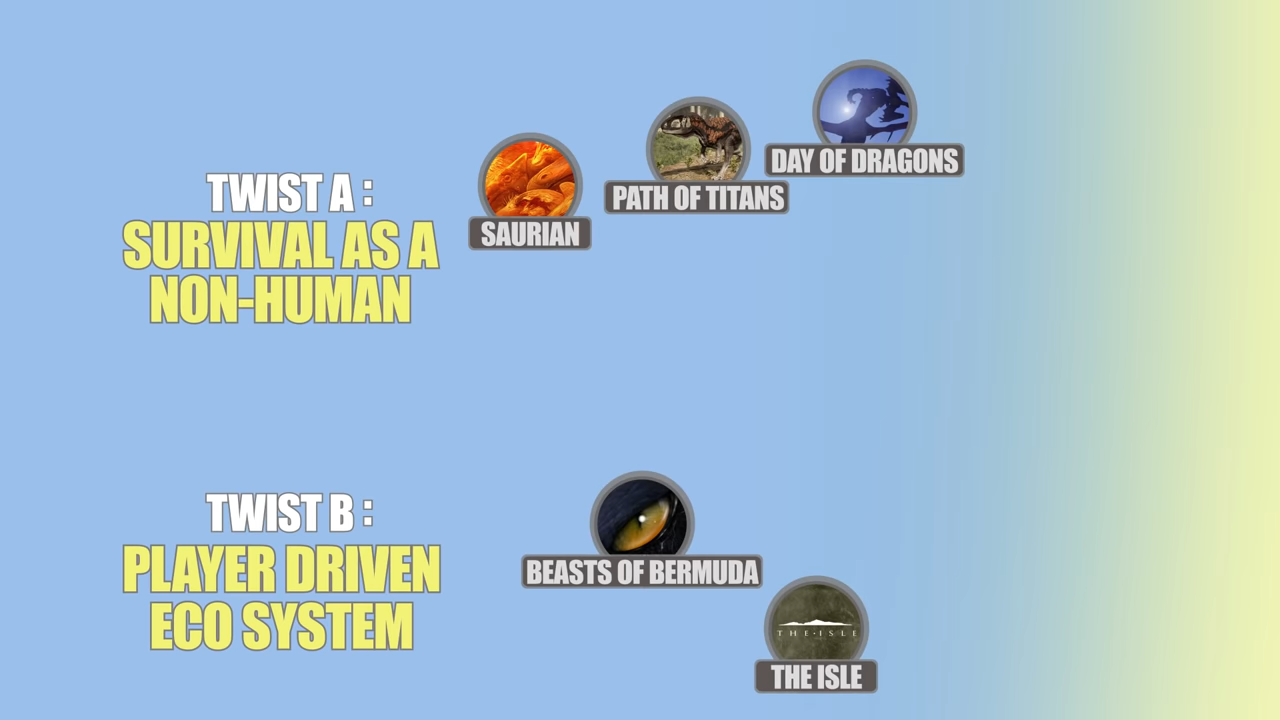 DAY OF DRAGONS
PATH OF TITANS
SAURIAN
TWIST A :
SURVIVAL AS A
NON-HUMAN
TWIST B :
PLAYER DRIVEN
ECO SYSTEM
BEASTS OF BERMUDA
THE·ISLE
THE ISLE